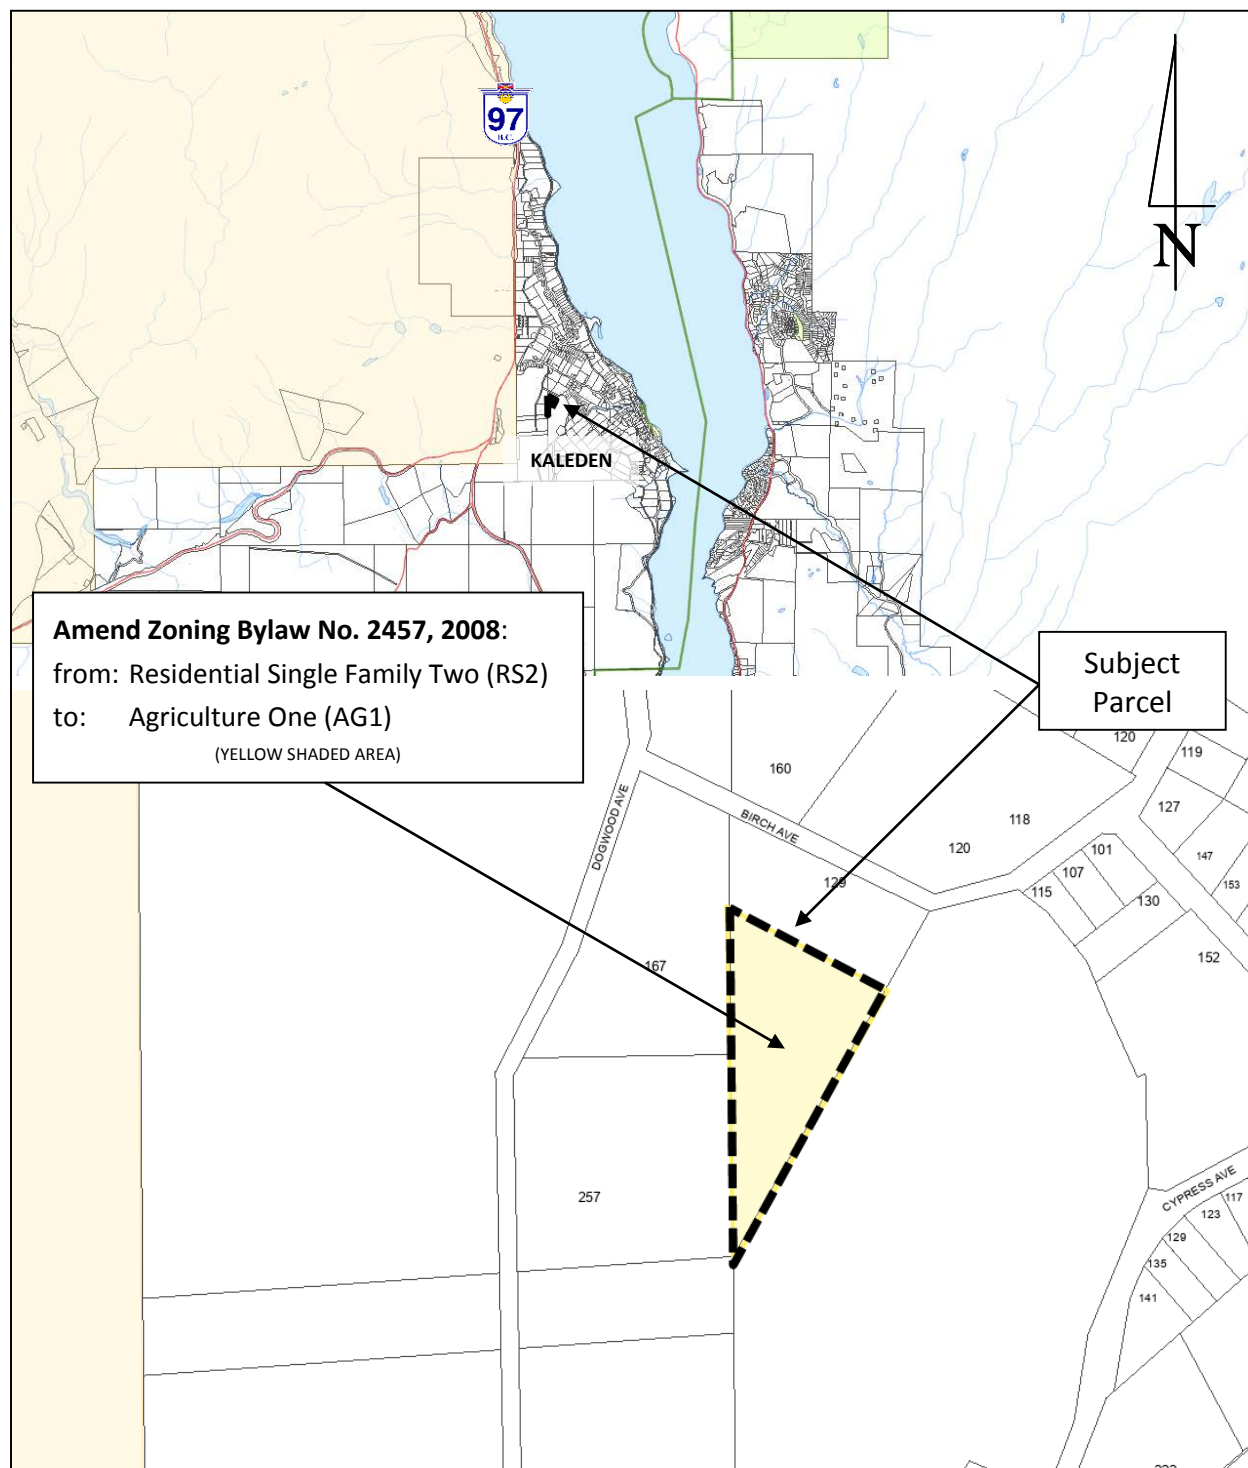 97
B.C.
N
KALEDEN
Amend Zoning Bylaw No. 2457, 2008:
from: Residential Single Family Two (RS2)
to: Agriculture One (AG1)
(YELLOW SHADED AREA)
Subject
Parcel
120
119
160
127
DOGWOOD AVE
BIRCH AVE
118
120
101
147
107
129
115
153
130
167
152
CYPRESS AVE
257
117
123
129
135
141